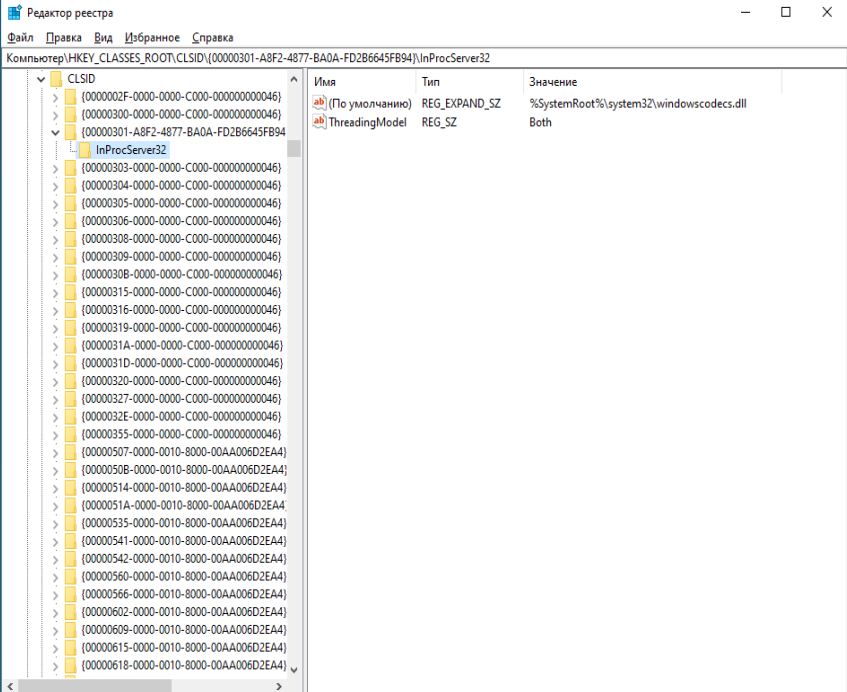 Редактор реестра
Файл Правка Вид Избранное Справка
Компьютер\HKEY_CLASSES_ROOT\CLSID\{00000301-A8F2-4877-BA0A-FD2B6645FB94}\InProcServer32
CLSID
{0000002F-0000-0000-C000-000000000046}
{00000300-0000-0000-C000-000000000046}
{00000301-A8F2-4877-BA0A-FD2B6645FB94
InProcServer32
{00000303-0000-0000-C000-000000000046}
{00000304-0000-0000-C000-000000000046}
{00000305-0000-0000-C000-000000000046}
{00000306-0000-0000-C000-000000000046}
{00000308-0000-0000-C000-000000000046}
{00000309-0000-0000-C000-000000000046}
{0000030B-0000-0000-C000-000000000046}
{00000315-0000-0000-C000-000000000046}
{00000316-0000-0000-C000-000000000046}
{00000319-0000-0000-C000-000000000046}
{0000031A-0000-0000-C000-000000000046}
{0000031D-0000-0000-C000-000000000046}
{00000320-0000-0000-C000-000000000046}
{00000327-0000-0000-C000-000000000046}
{0000032E-0000-0000-C000-000000000046}
{00000355-0000-0000-C000-000000000046}
{00000507-0000-0010-8000-00AA006D2EA4}
{0000050B-0000-0010-8000-00AA006D2EA4}
{00000514-0000-0010-8000-00AA006D2EA4}
{0000051A-0000-0010-8000-00AA006D2EA4}
{00000535-0000-0010-8000-00AA006D2EA4}
{00000541-0000-0010-8000-00AA006D2EA4}
{00000542-0000-0010-8000-00AA006D2EA4}
{00000560-0000-0010-8000-00AA006D2EA4}
{00000566-0000-0010-8000-00AA006D2EA4}
{00000602-0000-0010-8000-00AA006D2EA4}
{00000609-0000-0010-8000-00AA006D2EA4}
{00000615-0000-0010-8000-00AA006D2EA4}
{00000618-0000-0010-8000-00AA006D2EA4}
Имя Тип Значение
ab (По умолчанию) REG_EXPAND_SZ %SystemRoot%\system32\windowscodecs.dll
ab ThreadingModel REG_SZ Both